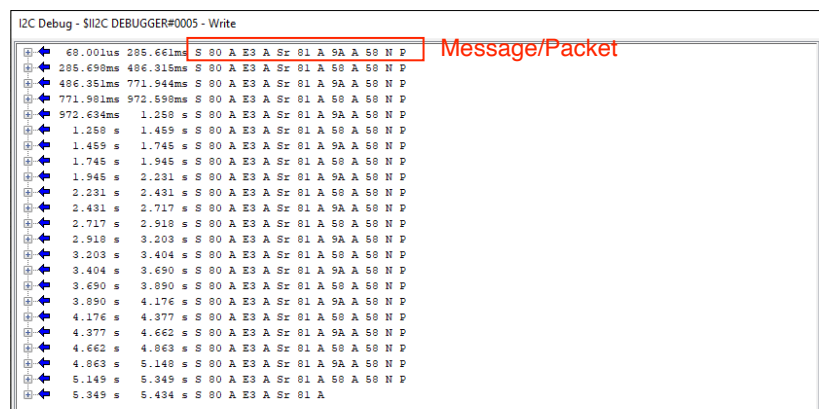 I2C Debug - $II2C DEBUGGER#0005 - Write
68.001us 285.661ms S 80 A E3 A Sr 81 A 9A A 58 N P Message/Packet
285.698ms 486.315ms S 80 A E3 A Sr 81 A 58 A 58 N P
486.351ms 771.944ms S 80 A E3 A Sr 81 A 9A A 58 N P
771.981ms 972.598ms S 80 A E3 A Sr 81 A 58 A 58 N P
972.634ms 1.258 s S 80 A E3 A Sr 81 A 9A A 58 N P
1.258 s 1.459 s S 80 A E3 A Sr 81 A 58 A 58 N P
1.459 s 1.745 s S 80 A E3 A Sr 81 A 9A A 58 N P
1.745 s 1.945 s S 80 A E3 A Sr 81 A 58 A 58 N P
1.945 s 2.231 s S 80 A E3 A Sr 81 A 9A A 58 N P
2.231 s 2.431 s S 80 A E3 A Sr 81 A 58 A 58 N P
2.431 s 2.717 s S 80 A E3 A Sr 81 A 9A A 58 N P
2.717 s 2.918 s S 80 A E3 A Sr 81 A 58 A 58 N P
2.918 s 3.203 s S 80 A E3 A Sr 81 A 9A A 58 N P
3.203 s 3.404 s S 80 A E3 A Sr 81 A 58 A 58 N P
3.404 s 3.690 s S 80 A E3 A Sr 81 A 9A A 58 N P
3.690 s 3.890 s S 80 A E3 A Sr 81 A 58 A 58 N P
3.890 s 4.176 s S 80 A E3 A Sr 81 A 9A A 58 N P
4.176 s 4.377 s S 80 A E3 A Sr 81 A 58 A 58 N P
4.377 s 4.662 s S 80 A E3 A Sr 81 A 9A A 58 N P
4.662 s 4.863 s S 80 A E3 A Sr 81 A 58 A 58 N P
4.863 s 5.148 s S 80 A E3 A Sr 81 A 9A A 58 N P
5.149 s 5.349 s S 80 A E3 A Sr 81 A 58 A 58 N P
5.349 s 5.434 s S 80 A E3 A Sr 81 A